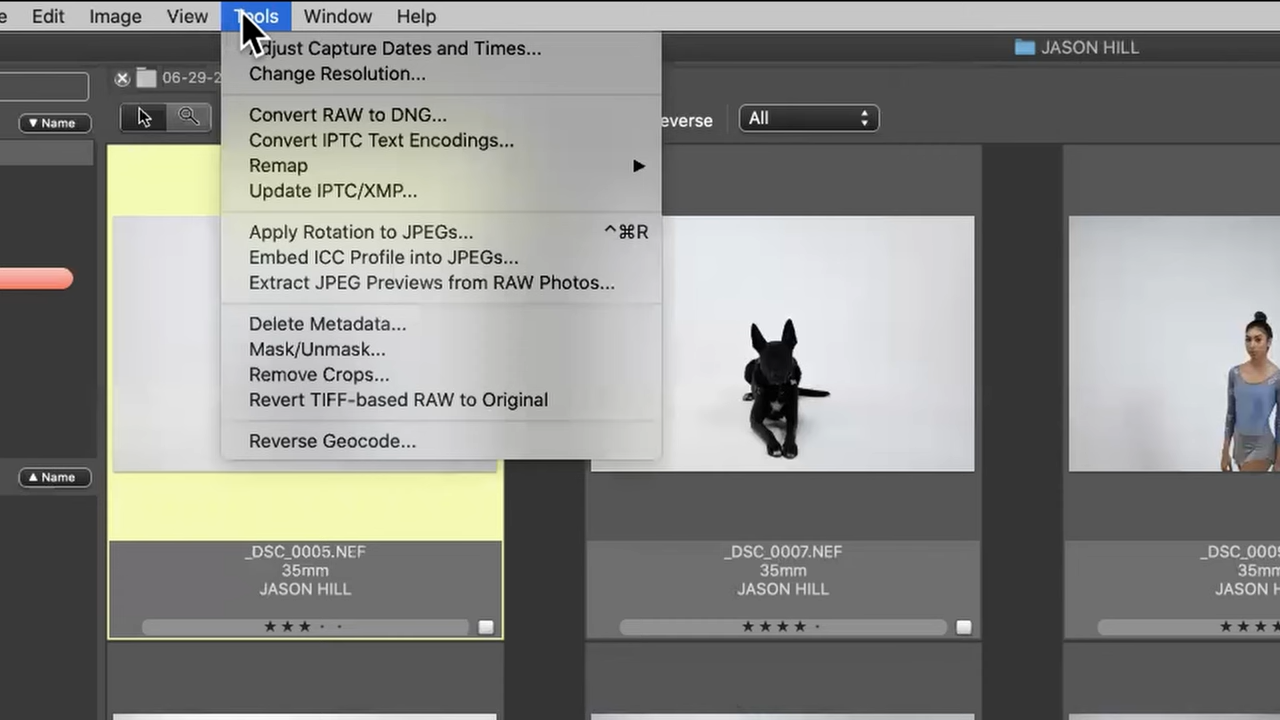 Edit Image View Tools Window Help
JASON HILL
Adjust Capture Dates and Times...
Change Resolution...
Convert RAW to DNG...
Convert IPTC Text Encodings...
Remap
Update IPTC/XMP...
Apply Rotation to JPEGs... ^⌘R
Embed ICC Profile into JPEGs...
Extract JPEG Previews from RAW Photos...
Delete Metadata...
Mask/Unmask...
Remove Crops...
Revert TIFF-based RAW to Original
Reverse Geocode...
06-29-2
▼ Name
everse All
▲ Name
_DSC_0005.NEF
35mm
JASON HILL
_DSC_0007.NEF
35mm
JASON HILL
_DSC_000
35mm
JASON H